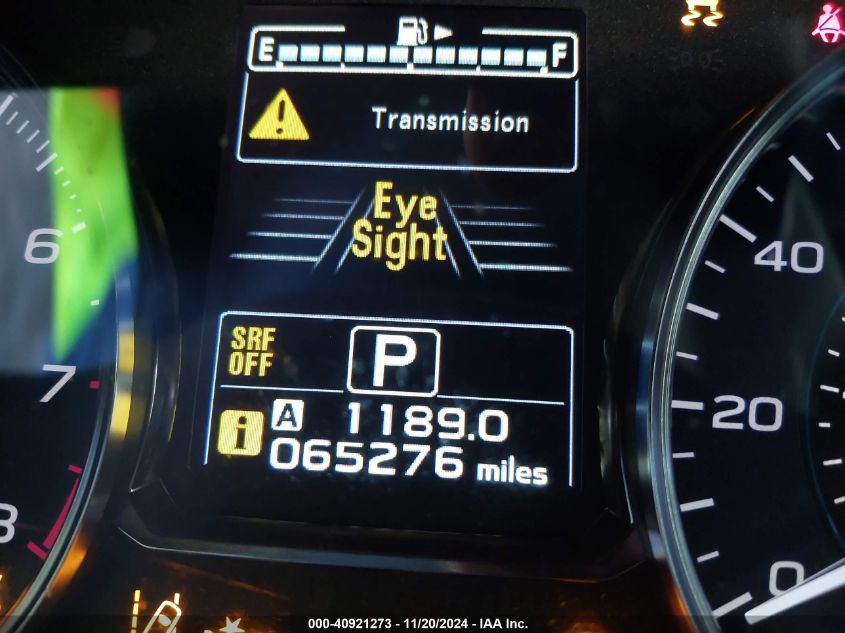 E F
Transmission
Eye
Sight
SRF
OFF
P
A 1189.0
i 065276 miles
6
7
8
40
20
0
000-40921273 - 11/20/2024 - IAA Inc.